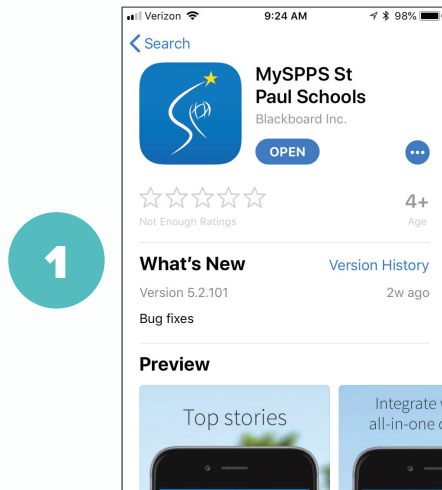 1
Verizon 9:24 AM 98%
Search
MySPPS St
Paul Schools
Blackboard Inc.
OPEN
4+
Not Enough Ratings Age
What's New Version History
Version 5.2.101 2w ago
Bug fixes
Preview
Top stories
Integrate
all-in-one